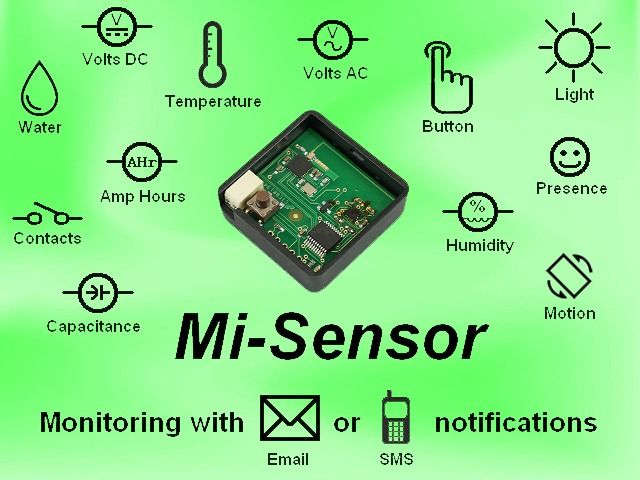 V
Volts DC
Temperature
V
Volts AC
Button
Light
Water
AHr
Amp Hours
Presence
Contacts
%
Humidity
Capacitance
Motion
Mi-Sensor
Monitoring with or notifications
Email
SMS